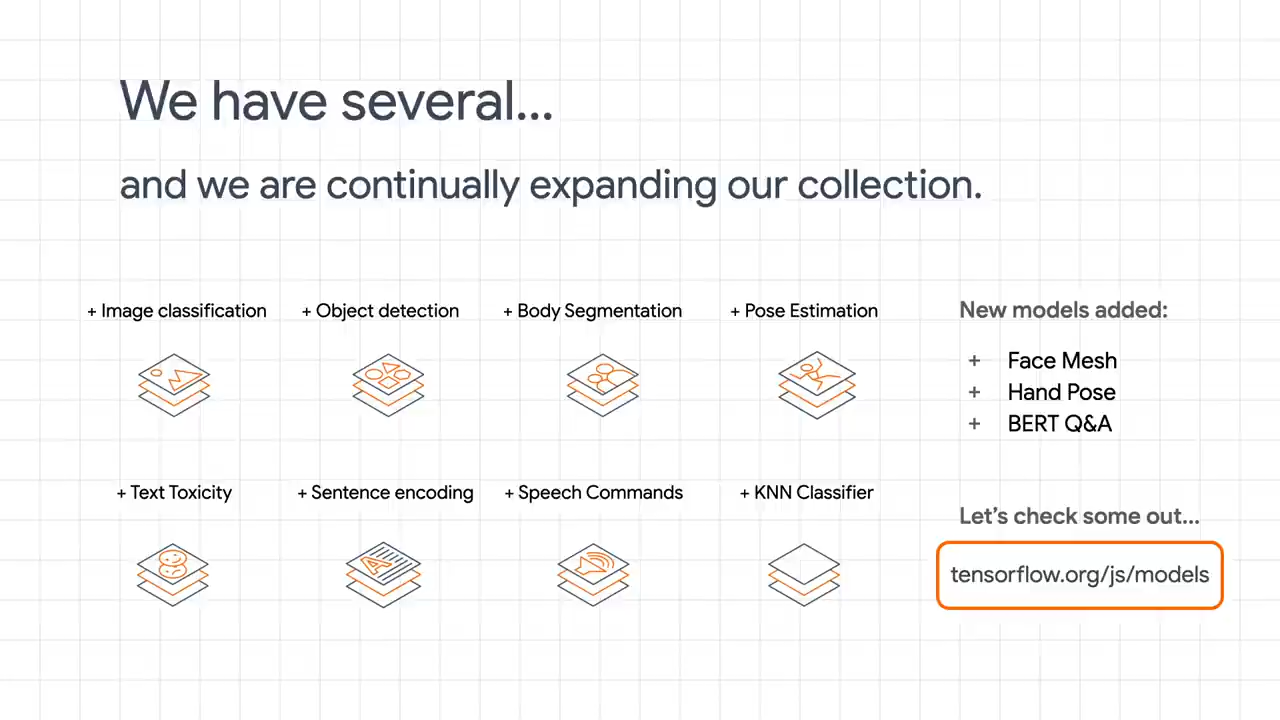 We have several...
and we are continually expanding our collection.
+ Image classification
+ Object detection
+ Body Segmentation
+ Pose Estimation
+ Text Toxicity
+ Sentence encoding
+ Speech Commands
+ KNN Classifier
New models added:
+ Face Mesh
+ Hand Pose
+ BERT Q&A
Let's check some out...
tensorflow.org/js/models